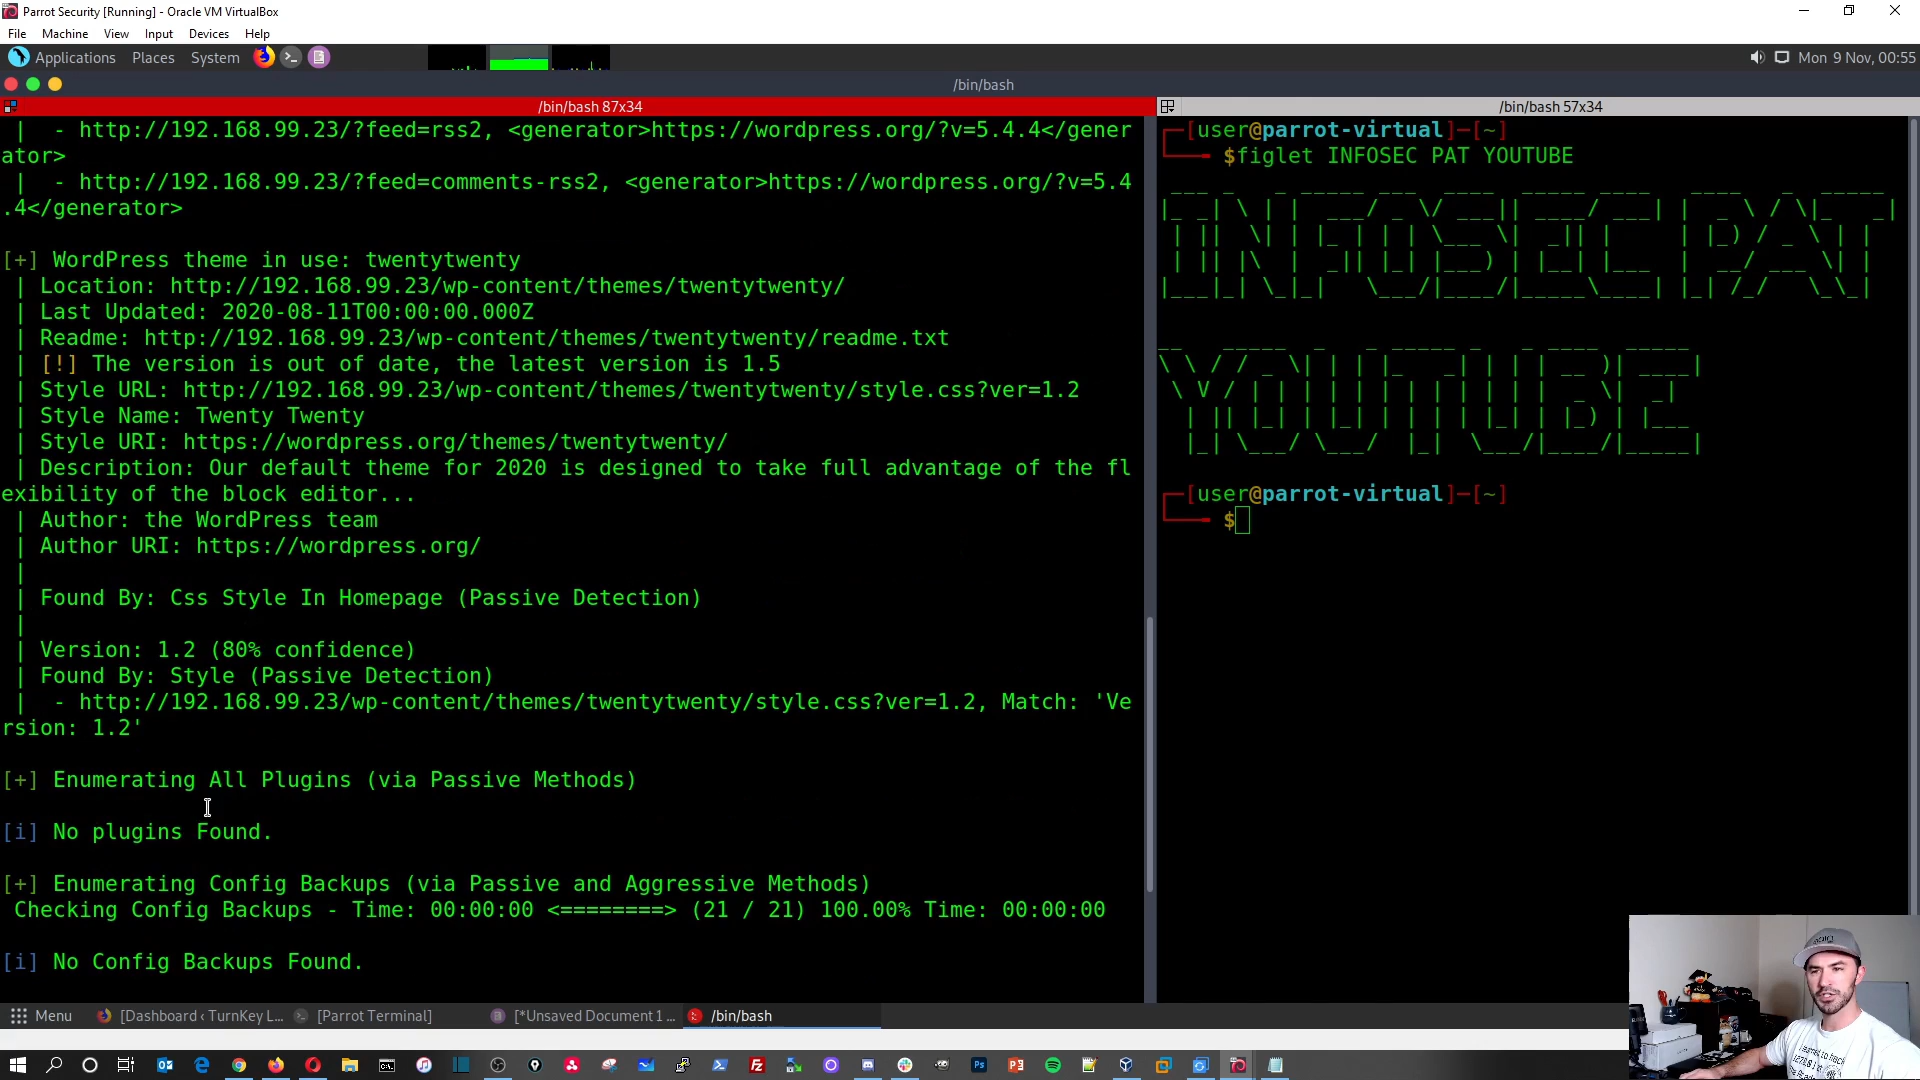 Parrot Security [Running] - Oracle VM VirtualBox
File Machine View Input Devices Help
Applications Places System
Mon 9 Nov, 00:55
/bin/bash
/bin/bash 87x34
| - http://192.168.99.23/?feed=rss2, <generator>https://wordpress.org/?v=5.4.4</gener
ator>
| - http://192.168.99.23/?feed=comments-rss2, <generator>https://wordpress.org/?v=5.4
.4</generator>
[+] WordPress theme in use: twentytwenty
| Location: http://192.168.99.23/wp-content/themes/twentytwenty/
| Last Updated: 2020-08-11T00:00:00.000Z
| Readme: http://192.168.99.23/wp-content/themes/twentytwenty/readme.txt
| [!] The version is out of date, the latest version is 1.5
| Style URL: http://192.168.99.23/wp-content/themes/twentytwenty/style.css?ver=1.2
| Style Name: Twenty Twenty
| Style URI: https://wordpress.org/themes/twentytwenty/
| Description: Our default theme for 2020 is designed to take full advantage of the fl
exibility of the block editor...
| Author: the WordPress team
| Author URI: https://wordpress.org/
|
| Found By: Css Style In Homepage (Passive Detection)
|
| Version: 1.2 (80% confidence)
| Found By: Style (Passive Detection)
| - http://192.168.99.23/wp-content/themes/twentytwenty/style.css?ver=1.2, Match: 'Ve
rsion: 1.2'
[+] Enumerating All Plugins (via Passive Methods)
[i] No plugins Found.
[+] Enumerating Config Backups (via Passive and Aggressive Methods)
Checking Config Backups - Time: 00:00:00 <========> (21 / 21) 100.00% Time: 00:00:00
[i] No Config Backups Found.
/bin/bash 57x34
[user@parrot-virtual]-[~]
$figlet INFOSEC PAT YOUTUBE
INFOSEC PAT
YOUTUBE
[user@parrot-virtual]-[~]
$
Menu
[Dashboard ‹ TurnKey L...
[Parrot Terminal]
[*Unsaved Document 1 ...
/bin/bash